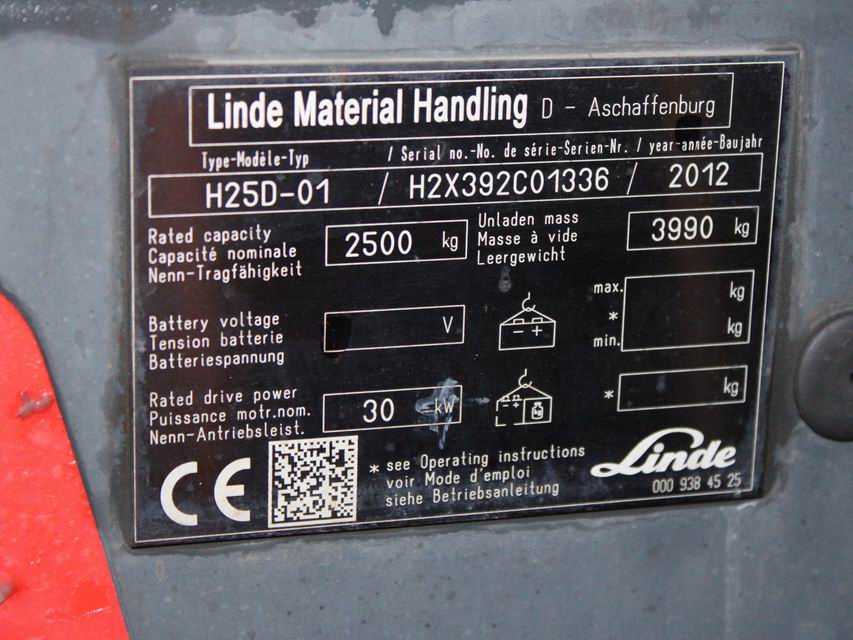 Linde Material Handling D - Aschaffenburg
Type-Modèle-Typ / Serial no.-No. de série-Serien-Nr. / year-année-Baujahr
H25D-01 / H2X392C01336 / 2012
Rated capacity
Capacité nominale
Nenn-Tragfähigkeit
2500 kg
Unladen mass
Masse à vide
Leergewicht
3990 kg
Battery voltage
Tension batterie
Batteriespannung
V
max. kg
*
min. kg
Rated drive power
Puissance motr.nom.
Nenn-Antriebsleist.
30 kW
* kg
CE
* see Operating instructions
voir Mode d'emploi
siehe Betriebsanleitung
Linde
000 938 45 25